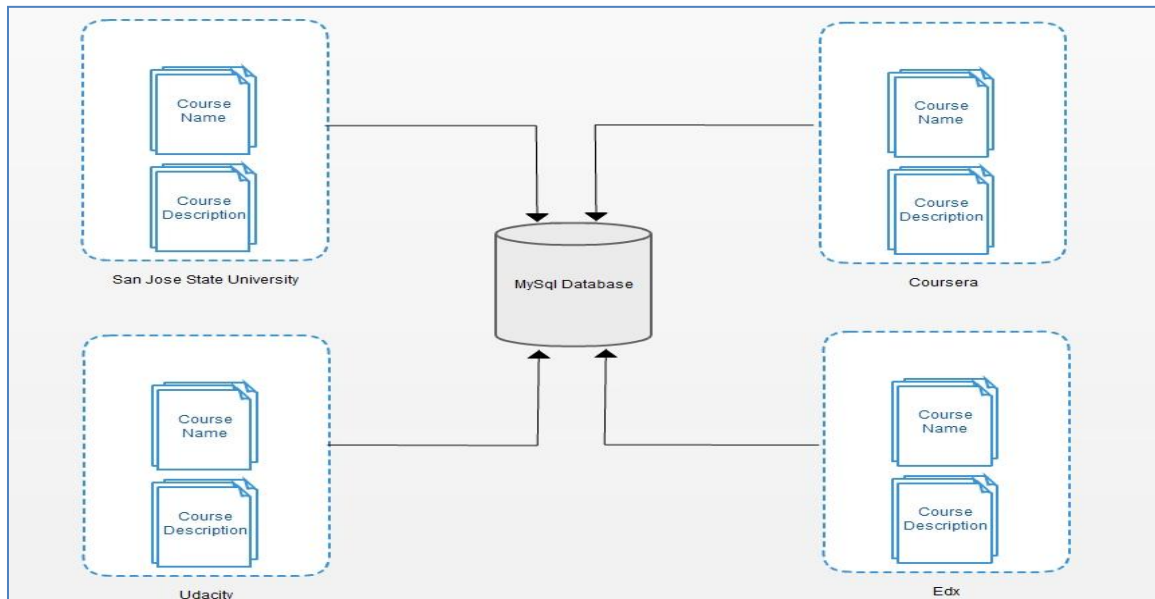 Course
Name
Course
Description
San Jose State University
Course
Name
Course
Description
Coursera
MySql Database
Course
Name
Course
Description
Udacity
Course
Name
Course
Description
Edx